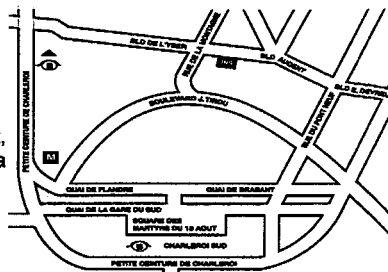 BLD DE L'YSER
RUE DE LA MONTAGNE
ING
BLD AUDENT
BLD E. DEVREUX
PETITE CEINTURE DE CHARLEROI
BOULEVARD J. TIROU
RUE DU PONT NEUF
M
QUAI DE FLANDRE
QUAI DE BRABANT
QUAI DE LA GARE DU SUD
SQUARE DES
MARTYRS DU 18 AOUT
CHARLEROI SUD
PETITE CEINTURE DE CHARLEROI